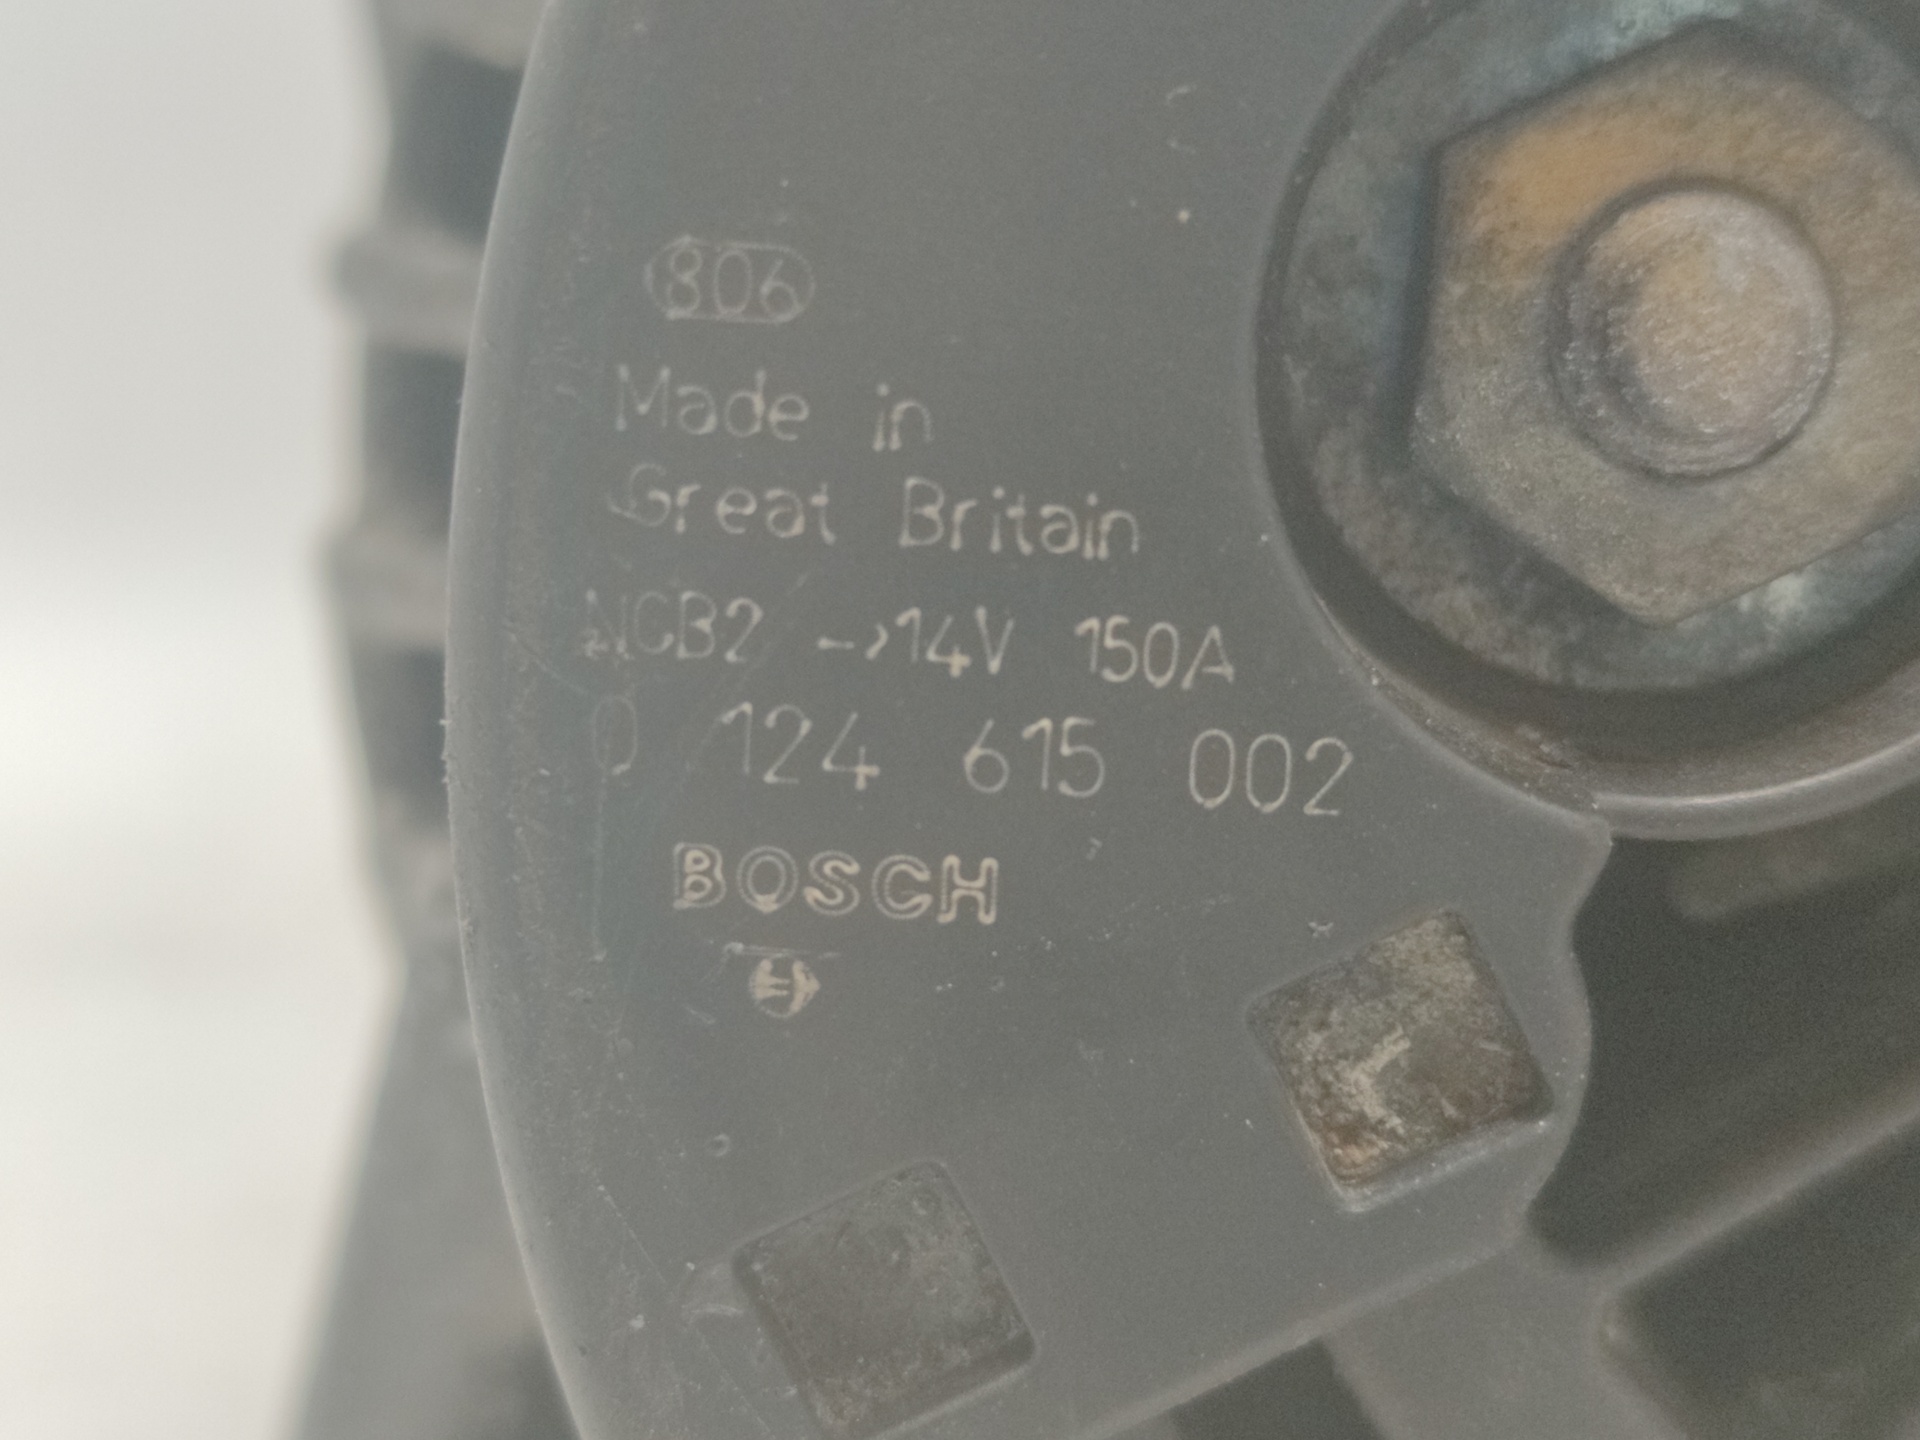 806
Made in
Great Britain
NCB2 →14V 150A
0 124 615 002
BOSCH